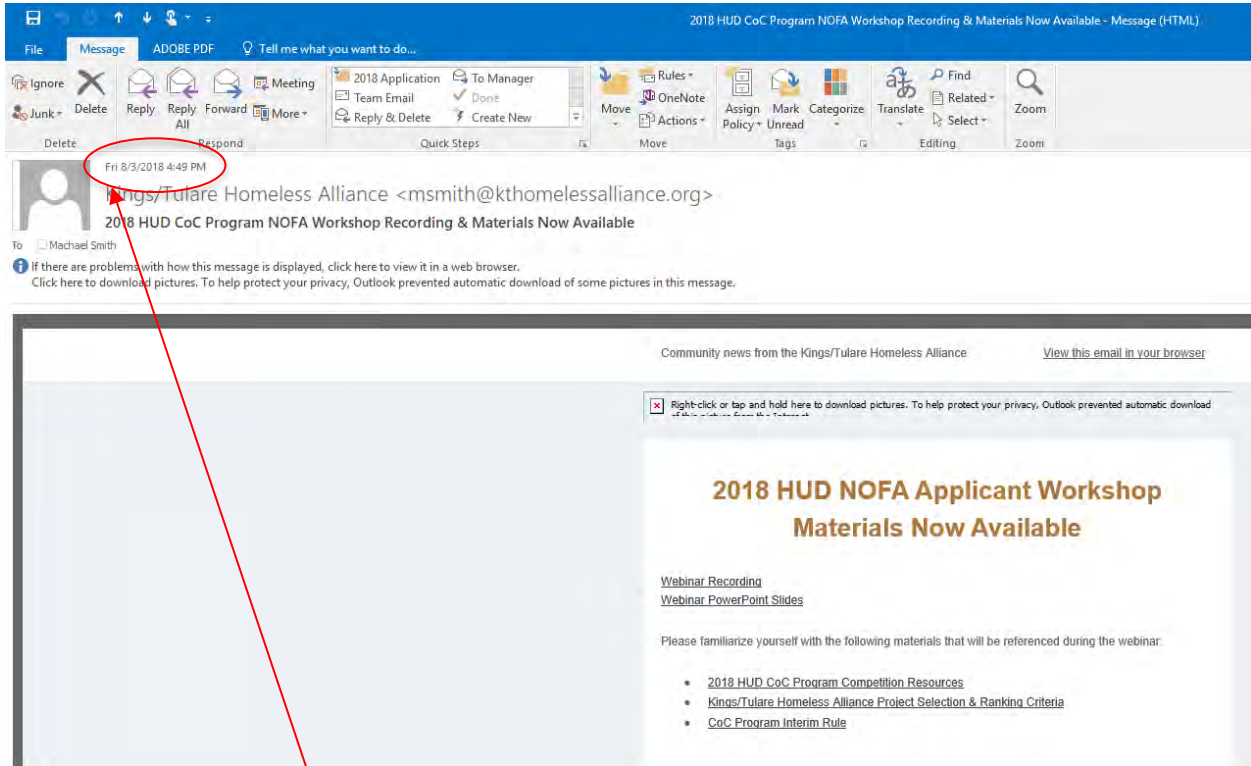 2018 HUD CoC Program NOFA Workshop Recording & Materials Now Available - Message (HTML)
File Message ADOBE PDF Tell me what you want to do...
Ignore
Junk
Delete
Reply
Reply All
Forward
Meeting
More
2018 Application
Team Email
Reply & Delete
To Manager
Done
Create New
Move
Rules
OneNote
Actions
Assign Policy
Mark Unread
Categorize
Translate
Find
Related
Select
Zoom
Delete Respond Quick Steps Move Tags Editing Zoom
Fri 8/3/2018 4:49 PM
Kings/Tulare Homeless Alliance <msmith@kthomelessalliance.org>
2018 HUD CoC Program NOFA Workshop Recording & Materials Now Available
To Machael Smith
If there are problems with how this message is displayed, click here to view it in a web browser.
Click here to download pictures. To help protect your privacy, Outlook prevented automatic download of some pictures in this message.
Community news from the Kings/Tulare Homeless Alliance View this email in your browser
Right-click or tap and hold here to download pictures. To help protect your privacy, Outlook prevented automatic download
2018 HUD NOFA Applicant Workshop
Materials Now Available
Webinar Recording
Webinar PowerPoint Slides
Please familiarize yourself with the following materials that will be referenced during the webinar:
• 2018 HUD CoC Program Competition Resources
• Kings/Tulare Homeless Alliance Project Selection & Ranking Criteria
• CoC Program Interim Rule